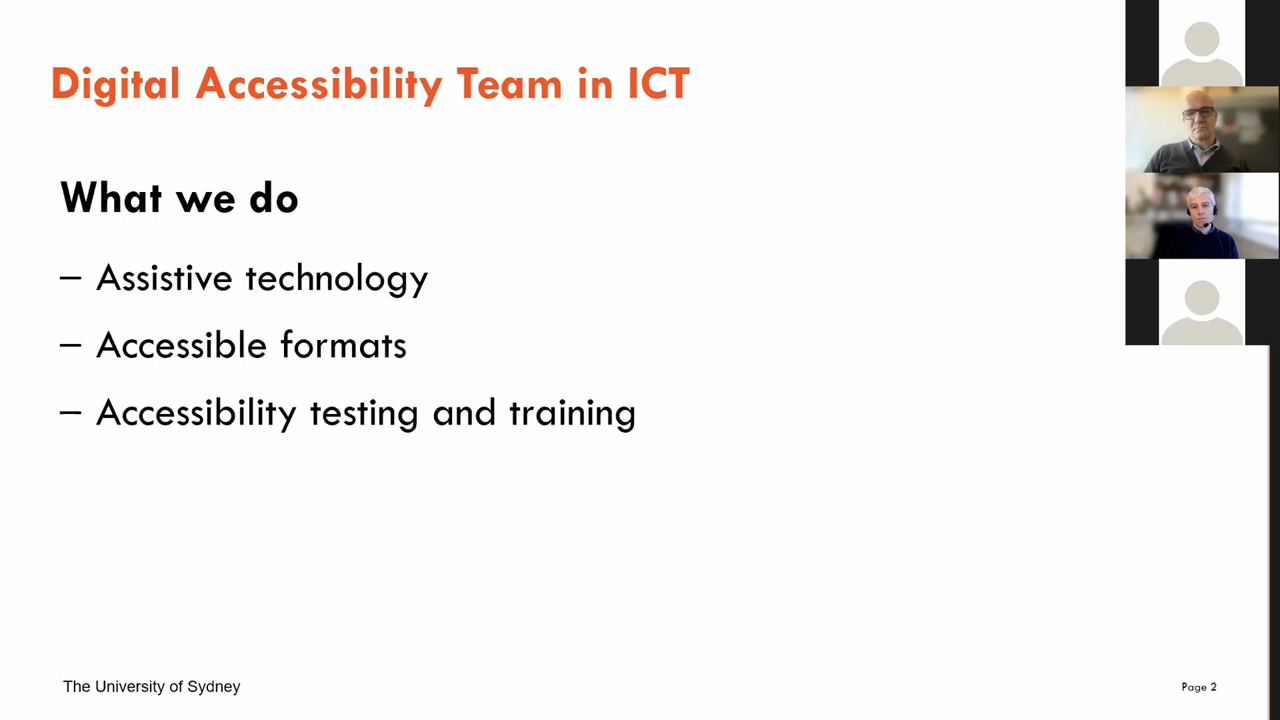 Digital Accessibility Team in ICT
What we do
– Assistive technology
– Accessible formats
– Accessibility testing and training
The University of Sydney
Page 2